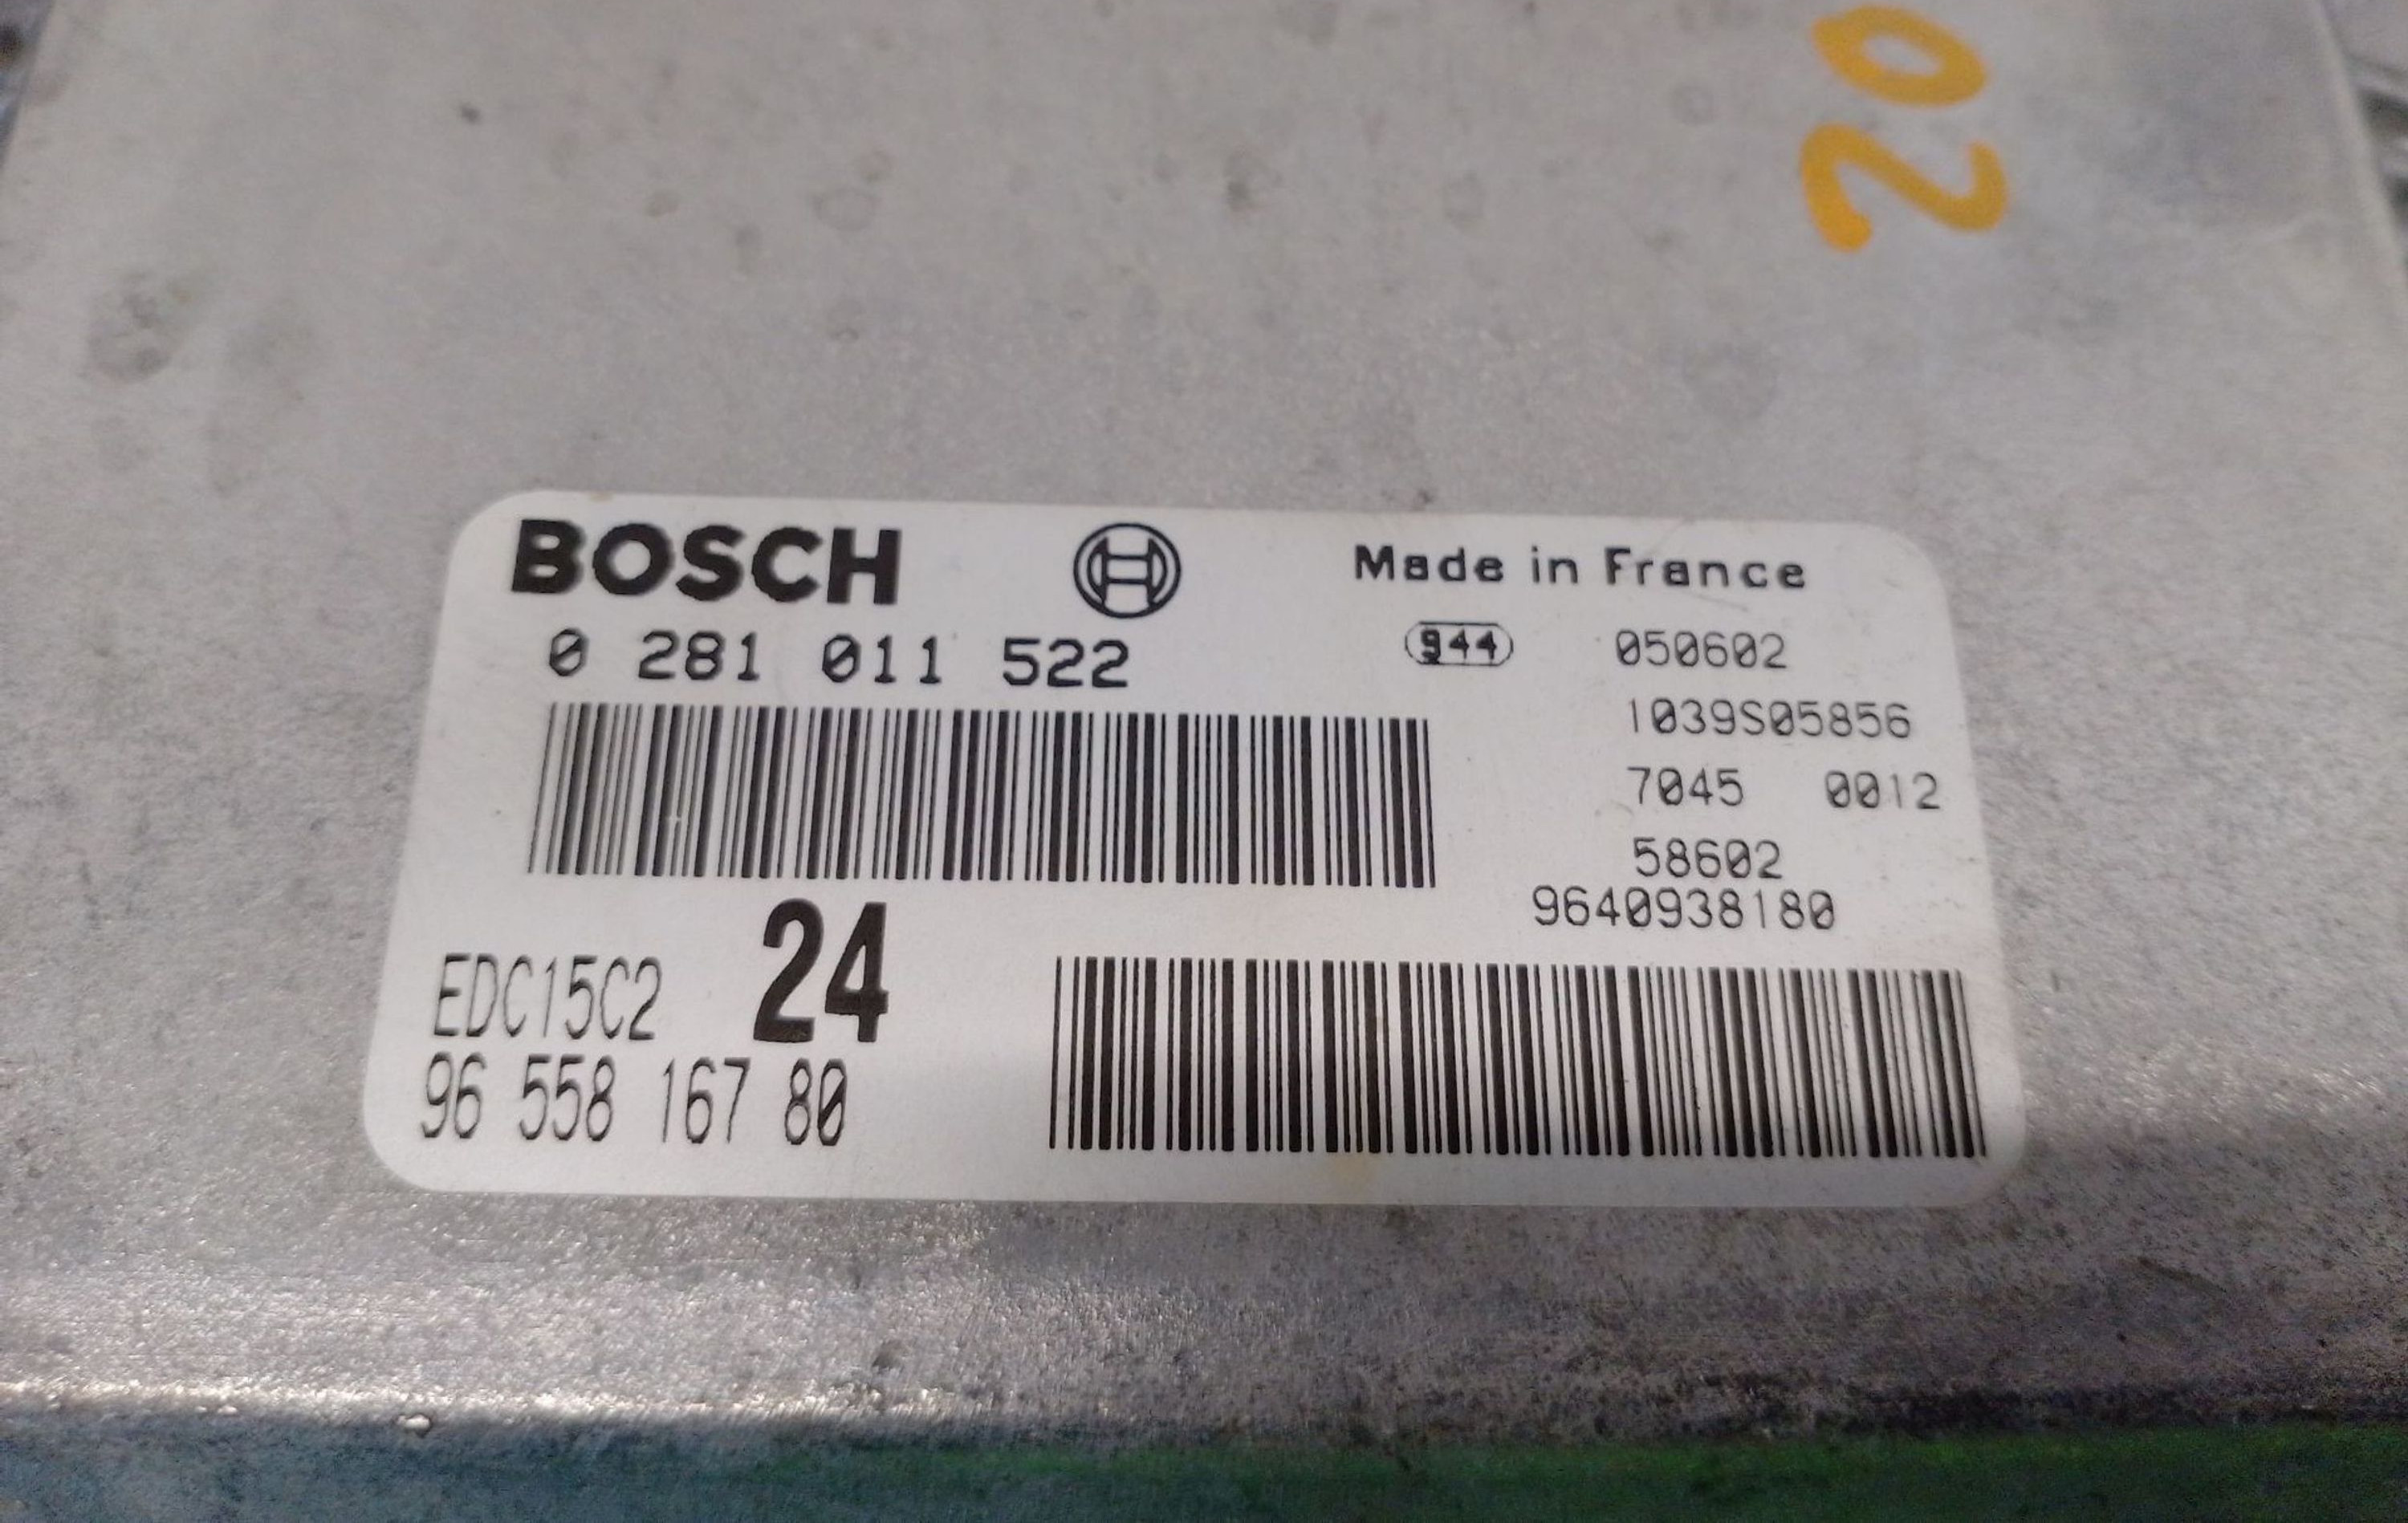 20
BOSCH Made in France
0 281 011 522 944 050602
1039S05856
7045 0012
58602
9640938180
EDC15C2 24
96 558 167 80